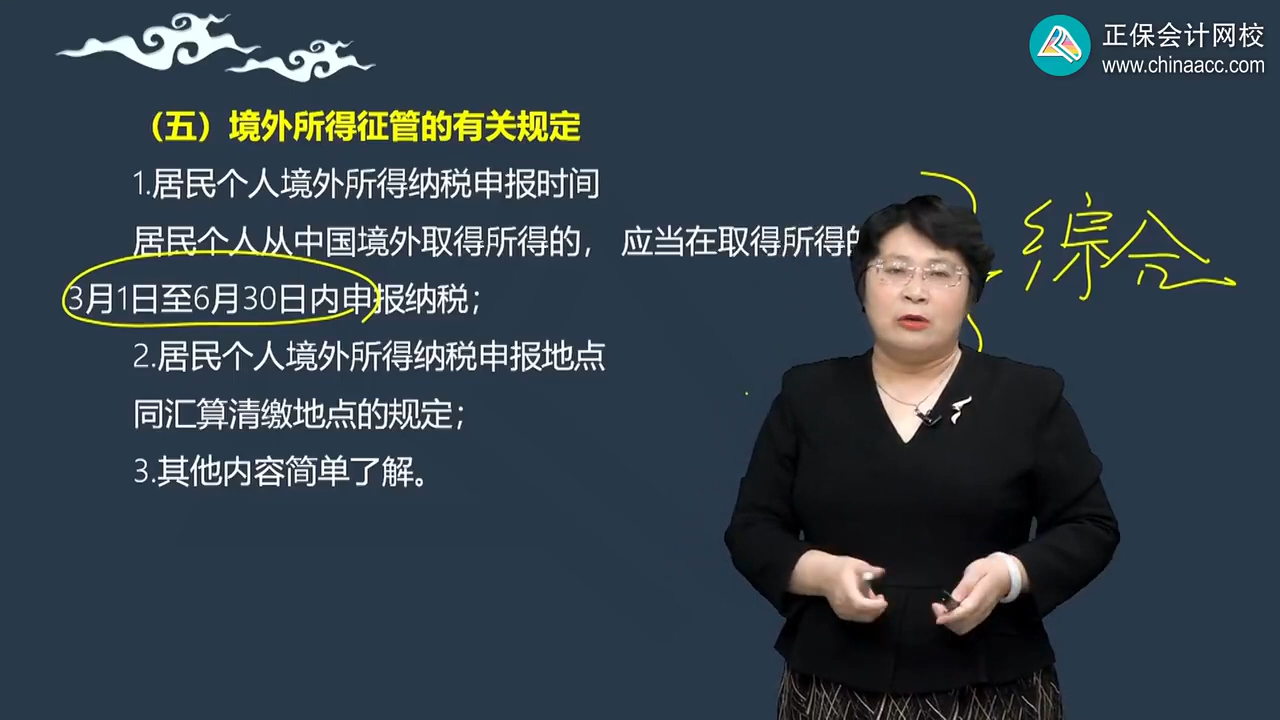 正保会计网校
www.chinaacc.com
（五）境外所得征管的有关规定
1.居民个人境外所得纳税申报时间
居民个人从中国境外取得所得的， 应当在取得所得的
3月1日至6月30日内申报纳税；
2.居民个人境外所得纳税申报地点
同汇算清缴地点的规定；
3.其他内容简单了解。
综合